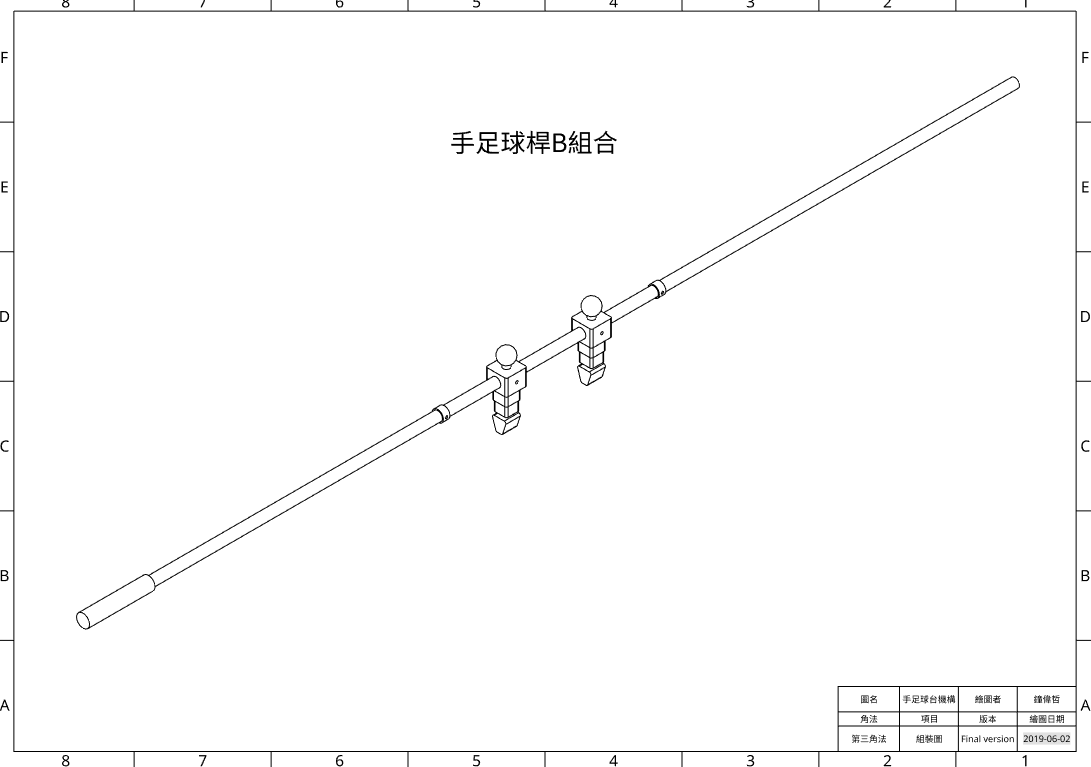 8 7 6 5 4 3 2 1
F F
手足球桿B組合
E E
D D
C C
B B
A A
圖名 手足球台機構 繪圖者 鐘偉哲
角法 項目 版本 繪圖日期
第三角法 組裝圖 Final version 2019-06-02
8 7 6 5 4 3 2 1